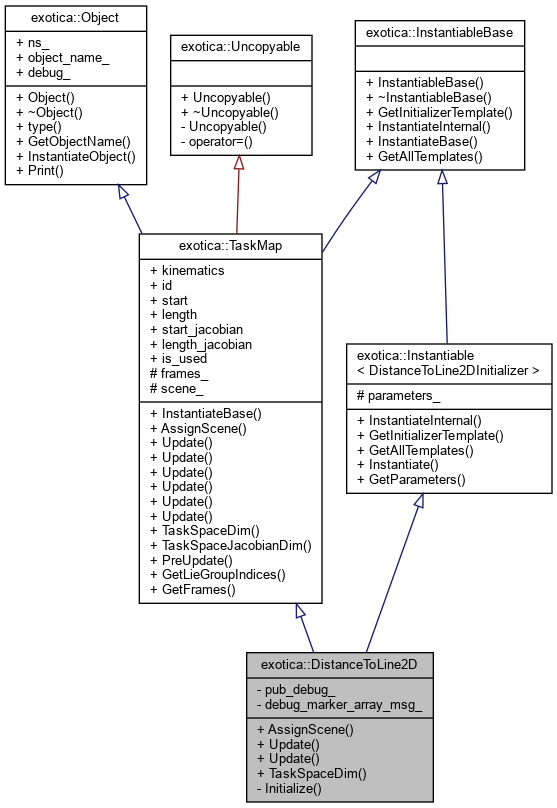 exotica::Object
+ ns_
+ object_name_
+ debug_
+ Object()
+ ~Object()
+ type()
+ GetObjectName()
+ InstantiateObject()
+ Print()
exotica::Uncopyable
+ Uncopyable()
+ ~Uncopyable()
- Uncopyable()
- operator=()
exotica::InstantiableBase
+ InstantiableBase()
+ ~InstantiableBase()
+ GetInitializerTemplate()
+ InstantiateInternal()
+ InstantiateBase()
+ GetAllTemplates()
exotica::TaskMap
+ kinematics
+ id
+ start
+ length
+ start_jacobian
+ length_jacobian
+ is_used
# frames_
# scene_
+ InstantiateBase()
+ AssignScene()
+ Update()
+ Update()
+ Update()
+ Update()
+ Update()
+ Update()
+ TaskSpaceDim()
+ TaskSpaceJacobianDim()
+ PreUpdate()
+ GetLieGroupIndices()
+ GetFrames()
exotica::Instantiable
< DistanceToLine2DInitializer >
# parameters_
+ InstantiateInternal()
+ GetInitializerTemplate()
+ GetAllTemplates()
+ Instantiate()
+ GetParameters()
exotica::DistanceToLine2D
- pub_debug_
- debug_marker_array_msg_
+ AssignScene()
+ Update()
+ Update()
+ TaskSpaceDim()
- Initialize()